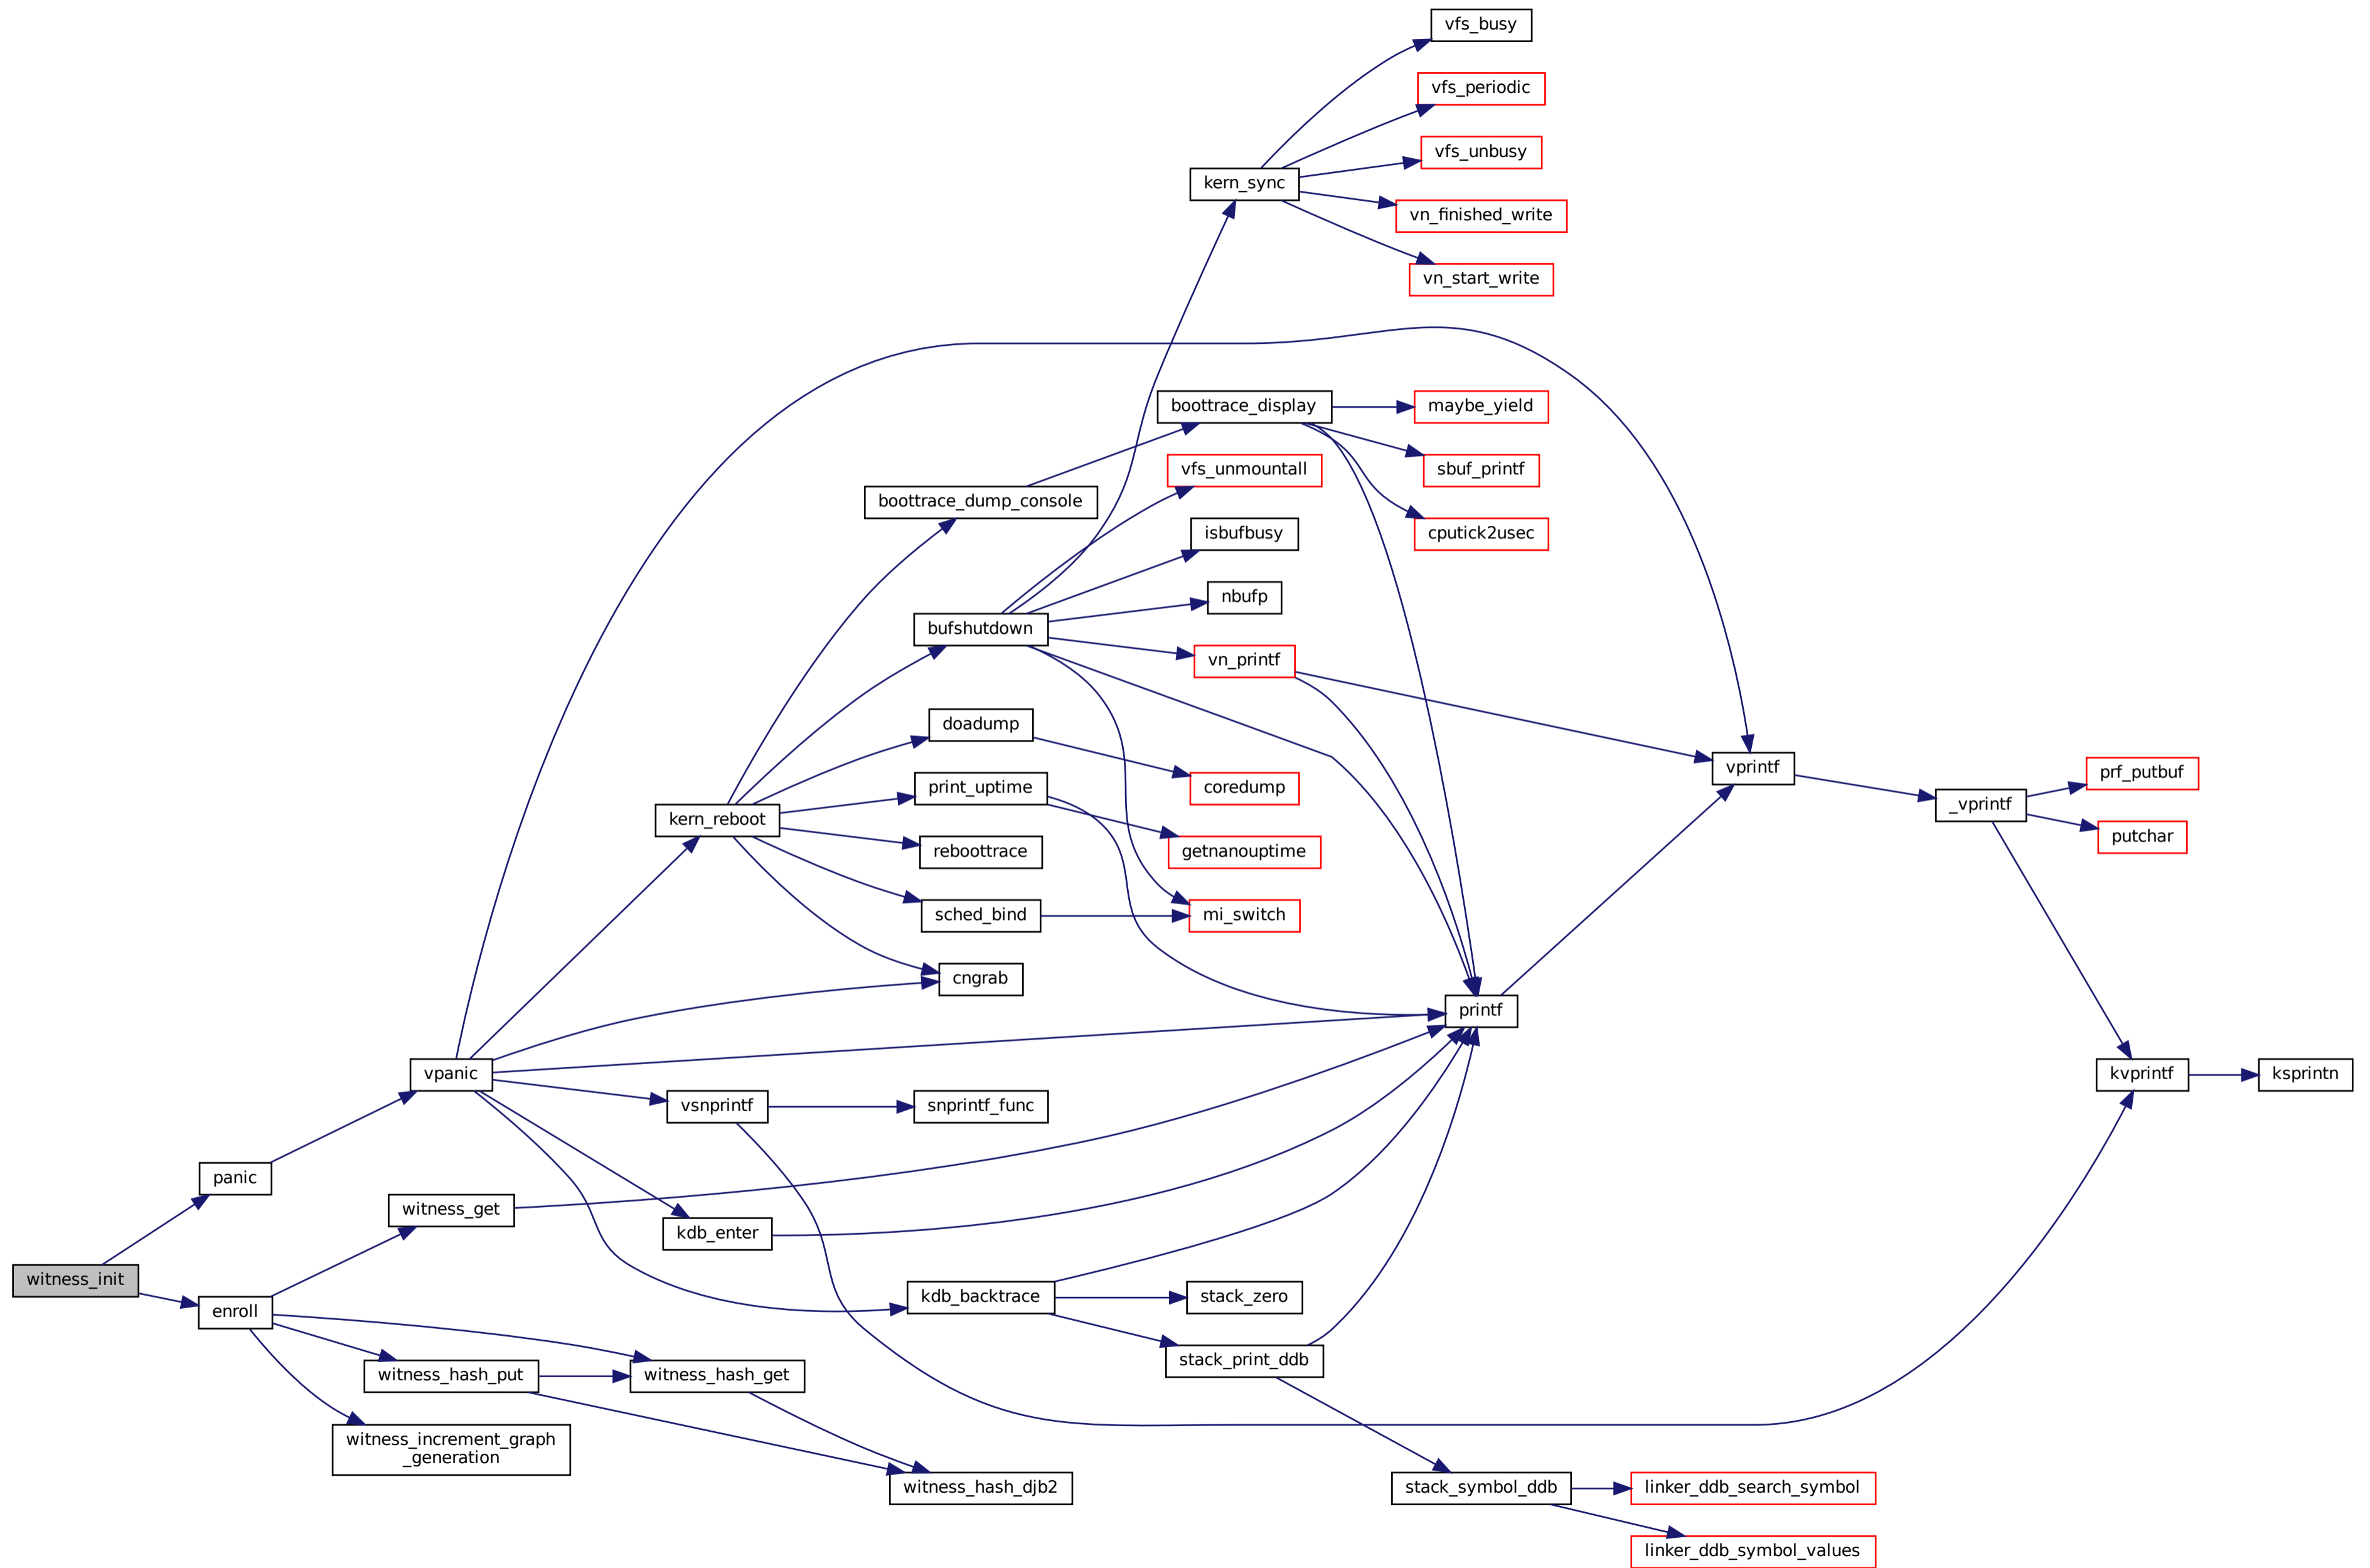 vfs_busy
vfs_periodic
vfs_unbusy
kern_sync
vn_finished_write
vn_start_write
boottrace_display
maybe_yield
vfs_unmountall
sbuf_printf
boottrace_dump_console
isbufbusy
cputick2usec
nbufp
bufshutdown
vn_printf
doadump
vprintf
prf_putbuf
print_uptime
coredump
_vprintf
kern_reboot
putchar
reboottrace
getnanouptime
sched_bind
mi_switch
cngrab
printf
vpanic
kvprintf
ksprintn
vsnprintf
snprintf_func
panic
witness_get
kdb_enter
witness_init
kdb_backtrace
stack_zero
enroll
stack_print_ddb
witness_hash_put
witness_hash_get
witness_increment_graph
_generation
witness_hash_djb2
stack_symbol_ddb
linker_ddb_search_symbol
linker_ddb_symbol_values